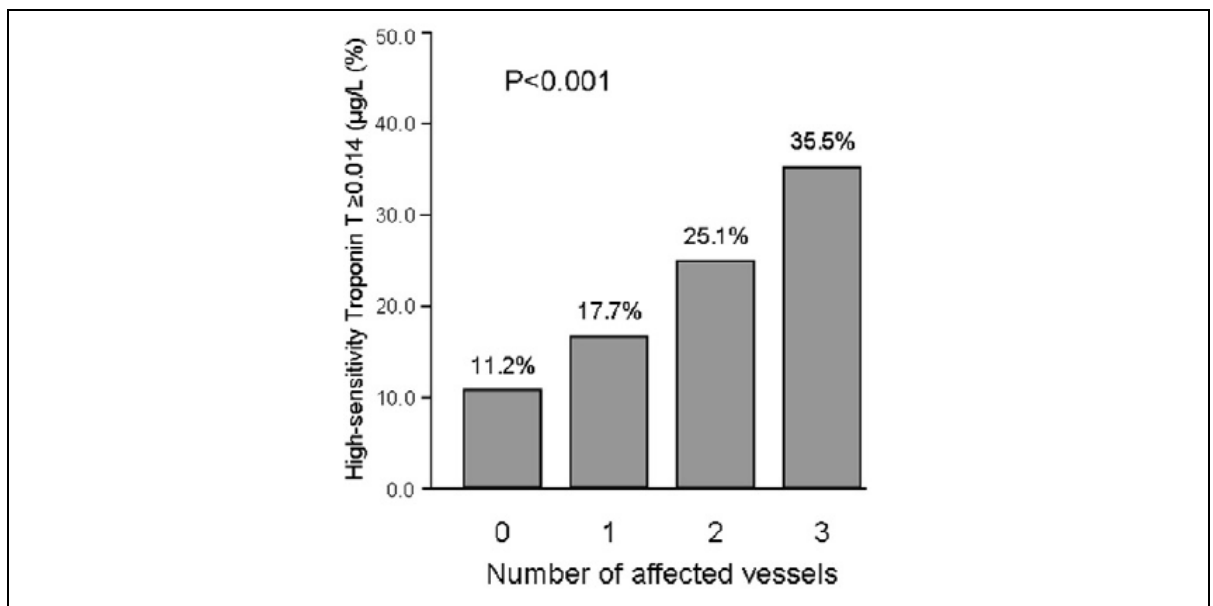 High-sensitivity Troponin T ≥0.014 (µg/L (%)
50.0
40.0
30.0
20.0
10.0
0.0
P<0.001
11.2%
17.7%
25.1%
35.5%
0 1 2 3
Number of affected vessels